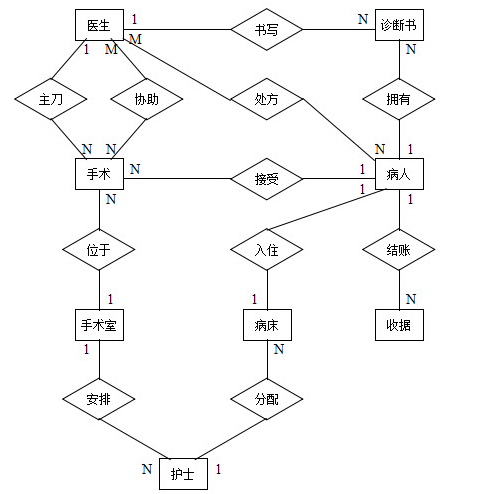 医生 1 书写 N 诊断书
1 M M N
主刀 协助 处方 拥有
N N N 1
手术 N 接受 1 病人
N 1 1
位于 入住 结账
1 1 N
手术室 病床 收据
1 N
安排 分配
N 护士 1